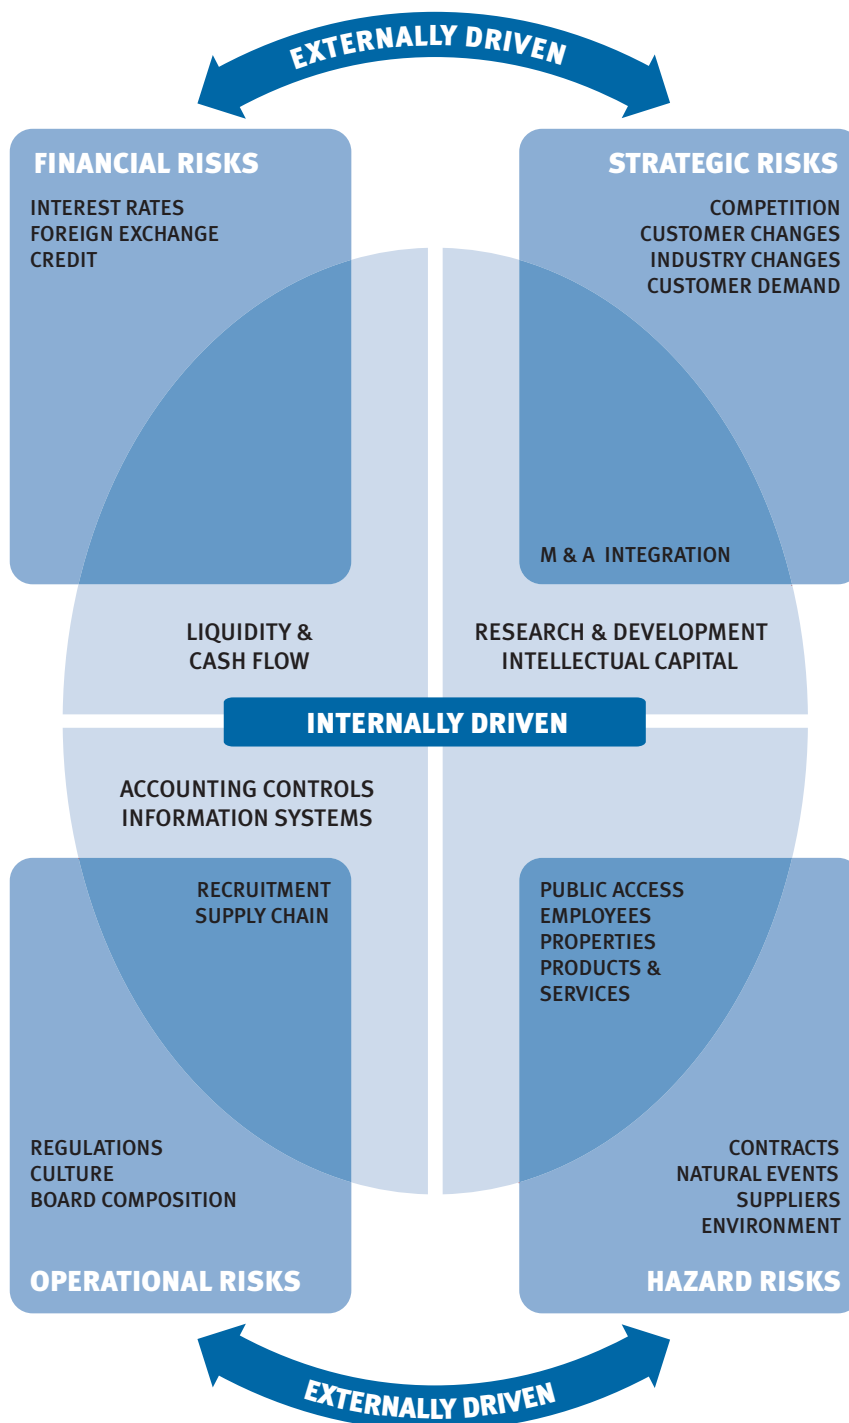 EXTERNALLY DRIVEN
FINANCIAL RISKS
INTEREST RATES
FOREIGN EXCHANGE
CREDIT
STRATEGIC RISKS
COMPETITION
CUSTOMER CHANGES
INDUSTRY CHANGES
CUSTOMER DEMAND
M & A INTEGRATION
LIQUIDITY &
CASH FLOW
RESEARCH & DEVELOPMENT
INTELLECTUAL CAPITAL
INTERNALLY DRIVEN
ACCOUNTING CONTROLS
INFORMATION SYSTEMS
RECRUITMENT
SUPPLY CHAIN
PUBLIC ACCESS
EMPLOYEES
PROPERTIES
PRODUCTS &
SERVICES
REGULATIONS
CULTURE
BOARD COMPOSITION
OPERATIONAL RISKS
CONTRACTS
NATURAL EVENTS
SUPPLIERS
ENVIRONMENT
HAZARD RISKS
EXTERNALLY DRIVEN